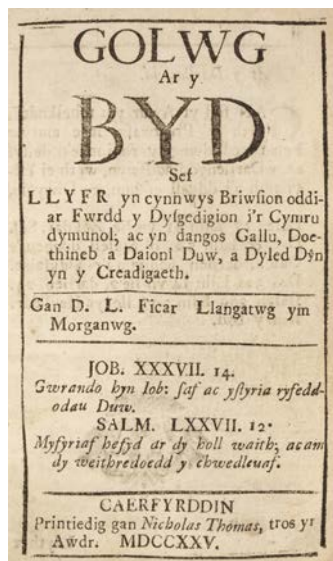 GOLWG
Ar y
BYD
Sef
LLYFR yn cynnwys Briwſion oddi-
ar Fwrdd y Dyſgedigion i'r Cymru
dymunol; ac yn dangos Gallu, Doe-
thineb a Daioni Duw, a Dyled Dŷn
yn y Creadigaeth.
Gan D. L. Ficar Llangatwg yin
Morganwg.
JOB. XXXVII. 14.
Gwrando hyn Iob: ſaf ac yſtyria ryfedd-
odau Duw.
SALM. LXXVII. 12.
Myfyriaf hefyd ar dy holl waith; ac am
dy weithredoedd y chwedleuaf.
CAERFYRDDIN
Printiedig gan Nicholas Thomas, tros yr
Awdr. MDCCXXV.